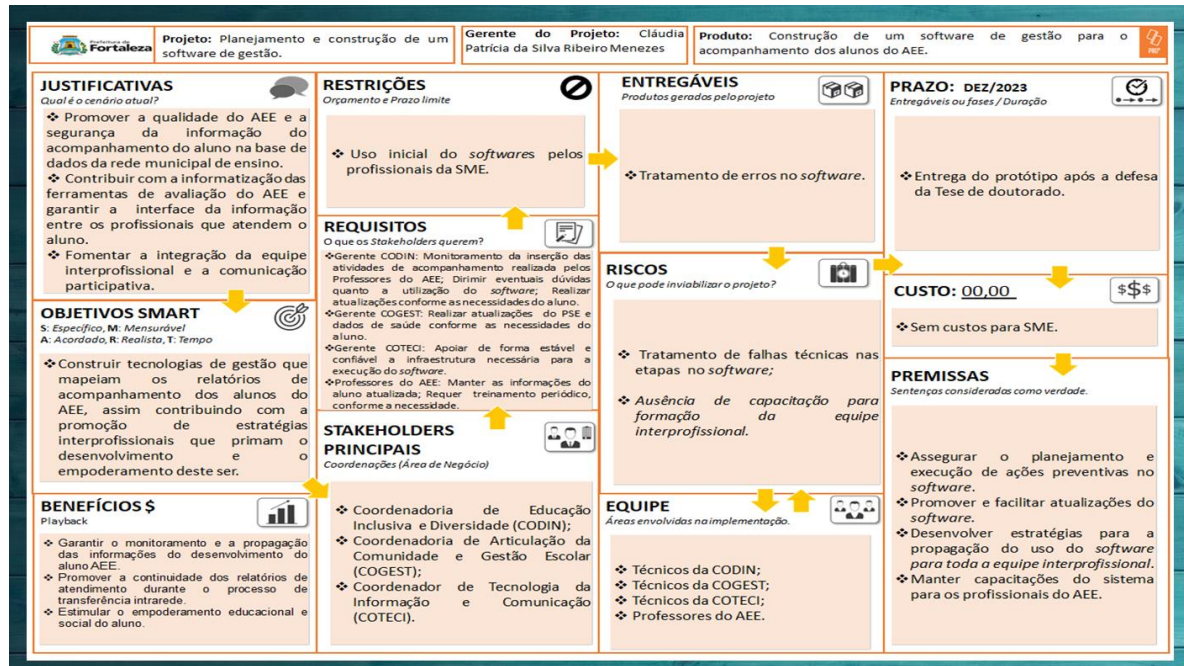 Prefeitura de
Fortaleza
Projeto: Planejamento e construção de um
software de gestão.
Gerente do Projeto: Cláudia
Patrícia da Silva Ribeiro Menezes
Produto: Construção de um software de gestão para o
acompanhamento dos alunos do AEE.
JUSTIFICATIVAS
Qual é o cenário atual?
❖ Promover a qualidade do AEE e a
segurança da informação do
acompanhamento do aluno na base de
dados da rede municipal de ensino.
❖ Contribuir com a informatização das
ferramentas de avaliação do AEE e
garantir a interface da informação
entre os profissionais que atendem o
aluno.
❖ Fomentar a integração da equipe
interprofissional e a comunicação
participativa.
OBJETIVOS SMART
S: Específico, M: Mensurável
A: Acordado, R: Realista, T: Tempo
❖ Construir tecnologias de gestão que
mapeiam os relatórios de
acompanhamento dos alunos do
AEE, assim contribuindo com a
promoção de estratégias
interprofissionais que primam o
desenvolvimento e o
empoderamento deste ser.
BENEFÍCIOS $
Playback
❖ Garantir o monitoramento e a propagação
das informações do desenvolvimento do
aluno AEE.
❖ Promover a continuidade dos relatórios de
atendimento durante o processo de
transferência intrarede.
❖ Estimular o empoderamento educacional e
social do aluno.
RESTRIÇÕES
Orçamento e Prazo limite
❖ Uso inicial do softwares pelos
profissionais da SME.
REQUISITOS
O que os Stakeholders querem?
❖Gerente CODIN: Monitoramento da inserção das
atividades de acompanhamento realizada pelos
Professores do AEE; Dirimir eventuais dúvidas
quanto a utilização do software; Realizar
atualizações conforme as necessidades do aluno.
❖Gerente COGEST: Realizar atualizações do PSE e
dados de saúde conforme as necessidades do
aluno.
❖Gerente COTECI: Apoiar de forma estável e
confiável a infraestrutura necessária para a
execução do software.
❖Professores do AEE: Manter as informações do
aluno atualizada; Requer treinamento periódico,
conforme a necessidade.
STAKEHOLDERS
PRINCIPAIS
Coordenações (Área de Negócio)
❖ Coordenadoria de Educação
Inclusiva e Diversidade (CODIN);
❖ Coordenadoria de Articulação da
Comunidade e Gestão Escolar
(COGEST);
❖ Coordenador de Tecnologia da
Informação e Comunicação
(COTECI).
ENTREGÁVEIS
Produtos gerados pelo projeto
❖Tratamento de erros no software.
RISCOS
O que pode inviabilizar o projeto?
❖ Tratamento de falhas técnicas nas
etapas no software;
❖ Ausência de capacitação para
formação da equipe
interprofissional.
EQUIPE
Áreas envolvidas na implementação.
❖ Técnicos da CODIN;
❖ Técnicos da COGEST;
❖ Técnicos da COTECI;
❖ Professores do AEE.
PRAZO: DEZ/2023
Entregáveis ou fases / Duração
❖Entrega do protótipo após a defesa
da Tese de doutorado.
CUSTO: 00,00
$$$
❖Sem custos para SME.
PREMISSAS
Sentenças consideradas como verdade.
❖Assegurar o planejamento e
execução de ações preventivas no
software.
❖Promover e facilitar atualizações do
software.
❖Desenvolver estratégias para a
propagação do uso do software
para toda a equipe interprofissional.
❖Manter capacitações do sistema
para os profissionais do AEE.